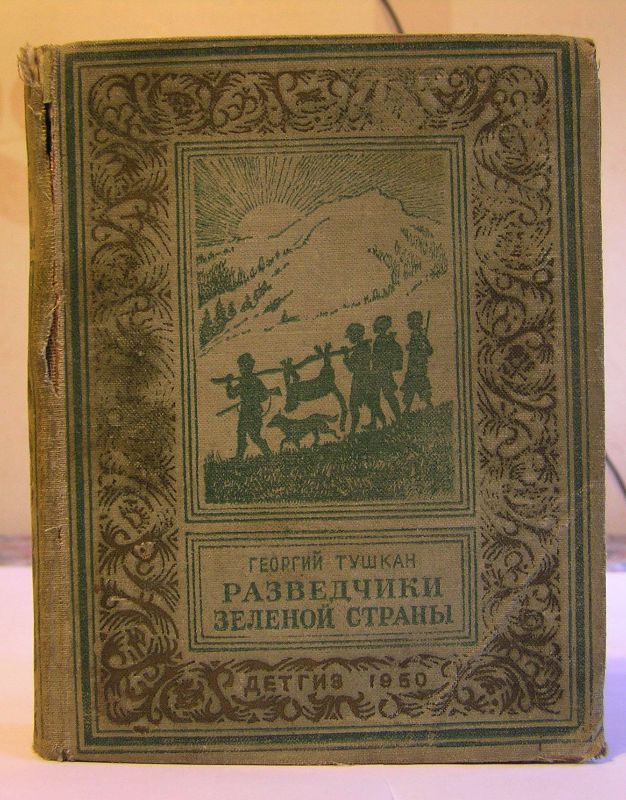 ГЕОРГИЙ ТУШКАН
РАЗВЕДЧИКИ
ЗЕЛЕНОЙ СТРАНЫ
ДЕТГИЗ 1950